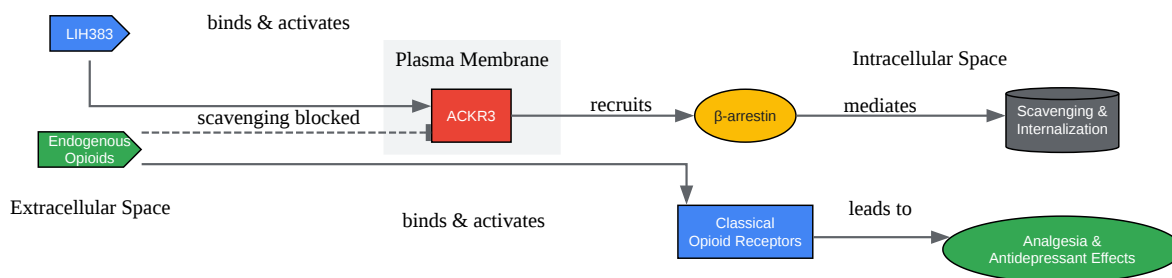 binds & activates
LIH383
Plasma Membrane
Intracellular Space
ACKR3
recruits
β-arrestin
mediates
Scavenging &
Internalization
scavenging blocked
Endogenous
Opioids
Extracellular Space
binds & activates
Classical
Opioid Receptors
leads to
Analgesia &
Antidepressant Effects